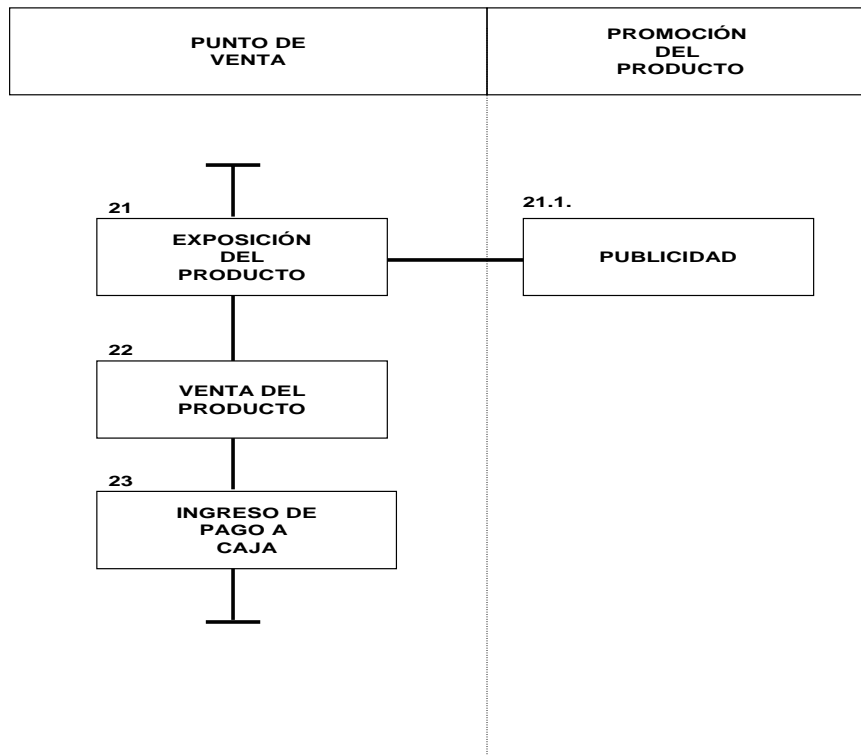 PUNTO DE
VENTA
PROMOCIÓN
DEL
PRODUCTO
21
EXPOSICIÓN
DEL
PRODUCTO
21.1.
PUBLICIDAD
22
VENTA DEL
PRODUCTO
23
INGRESO DE
PAGO A
CAJA